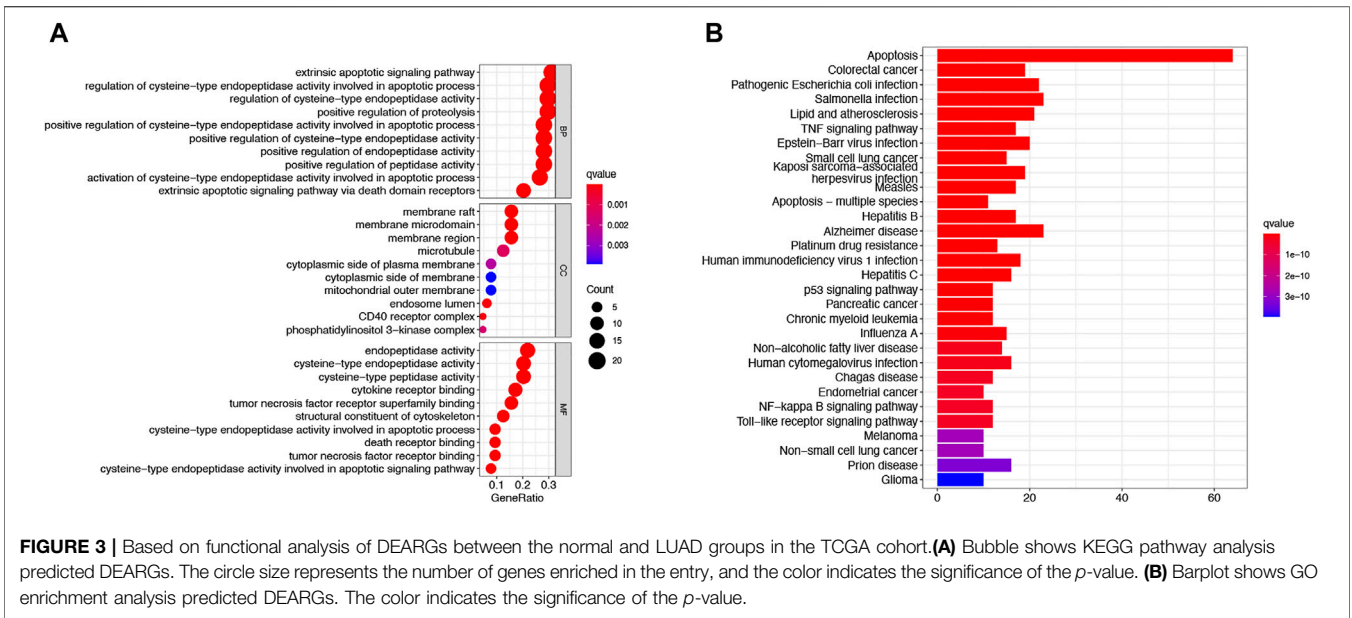 A
extrinsic apoptotic signaling pathway
regulation of cysteine−type endopeptidase activity involved in apoptotic process
regulation of cysteine−type endopeptidase activity
positive regulation of proteolysis
positive regulation of cysteine−type endopeptidase activity involved in apoptotic process
positive regulation of cysteine−type endopeptidase activity
positive regulation of endopeptidase activity
positive regulation of peptidase activity
activation of cysteine−type endopeptidase activity involved in apoptotic process
extrinsic apoptotic signaling pathway via death domain receptors
BP
membrane raft
membrane microdomain
membrane region
microtubule
cytoplasmic side of plasma membrane
cytoplasmic side of membrane
mitochondrial outer membrane
endosome lumen
CD40 receptor complex
phosphatidylinositol 3−kinase complex
CC
endopeptidase activity
cysteine−type endopeptidase activity
cysteine−type peptidase activity
cytokine receptor binding
tumor necrosis factor receptor superfamily binding
structural constituent of cytoskeleton
cysteine−type endopeptidase activity involved in apoptotic process
death receptor binding
tumor necrosis factor receptor binding
cysteine−type endopeptidase activity involved in apoptotic signaling pathway
MF
0.1 0.2 0.3
GeneRatio
qvalue
0.001
0.002
0.003
Count
5
10
15
20
B
Apoptosis
Colorectal cancer
Pathogenic Escherichia coli infection
Salmonella infection
Lipid and atherosclerosis
TNF signaling pathway
Epstein−Barr virus infection
Small cell lung cancer
Kaposi sarcoma−associated
herpesvirus infection
Measles
Apoptosis − multiple species
Hepatitis B
Alzheimer disease
Platinum drug resistance
Human immunodeficiency virus 1 infection
Hepatitis C
p53 signaling pathway
Pancreatic cancer
Chronic myeloid leukemia
Influenza A
Non−alcoholic fatty liver disease
Human cytomegalovirus infection
Chagas disease
Endometrial cancer
NF−kappa B signaling pathway
Toll−like receptor signaling pathway
Melanoma
Non−small cell lung cancer
Prion disease
Glioma
0 20 40 60
qvalue
1e−10
2e−10
3e−10
FIGURE 3 | Based on functional analysis of DEARGs between the normal and LUAD groups in the TCGA cohort.(A) Bubble shows KEGG pathway analysis
predicted DEARGs. The circle size represents the number of genes enriched in the entry, and the color indicates the significance of the p-value. (B) Barplot shows GO
enrichment analysis predicted DEARGs. The color indicates the significance of the p-value.